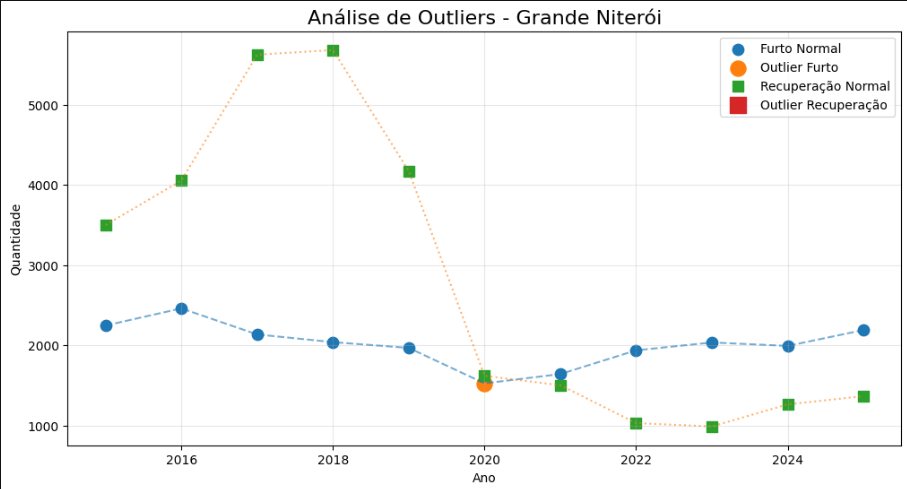 Análise de Outliers - Grande Niterói
Furto Normal
Outlier Furto
Recuperação Normal
Outlier Recuperação
Quantidade
5000
4000
3000
2000
1000
2016
2018
2020
2022
2024
Ano